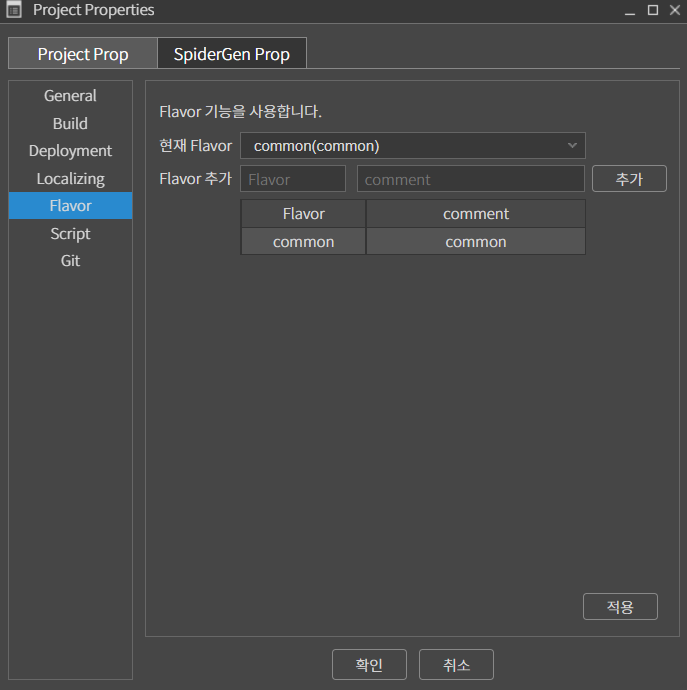 Project Properties
Project Prop SpiderGen Prop
General
Build
Deployment
Localizing
Flavor
Script
Git
Flavor 기능을 사용합니다.
현재 Flavor common(common)
Flavor 추가 Flavor comment 추가
Flavor comment
common common
적용
확인 취소